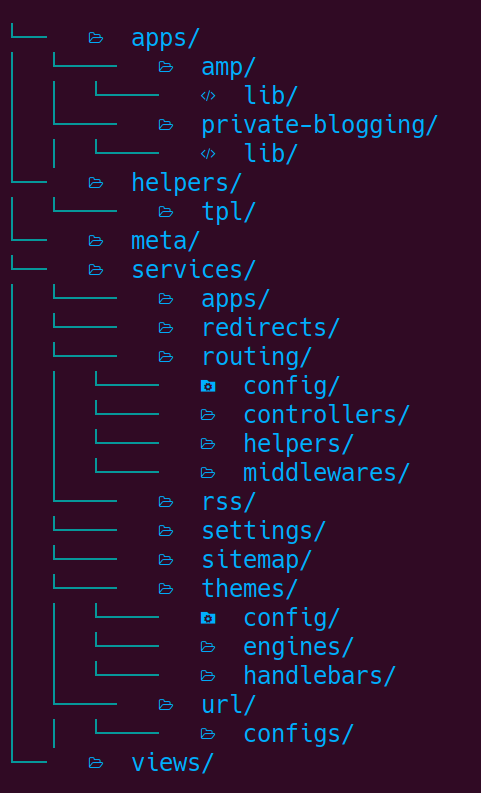 apps/
amp/
lib/
private-blogging/
lib/
helpers/
tpl/
meta/
services/
apps/
redirects/
routing/
config/
controllers/
helpers/
middlewares/
rss/
settings/
sitemap/
themes/
config/
engines/
handlebars/
url/
configs/
views/